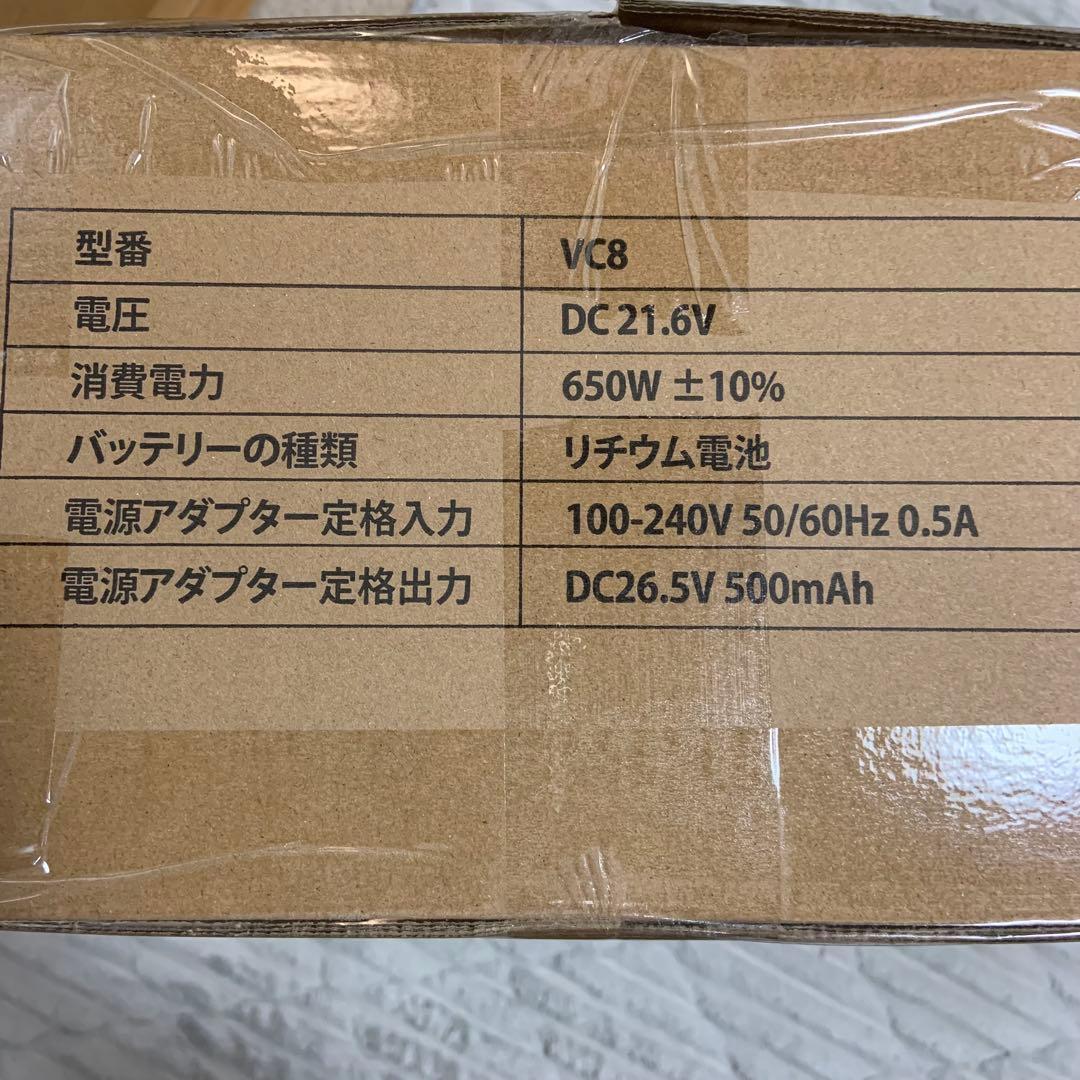 型番 VC8
電圧 DC 21.6V
消費電力 650W ±10%
バッテリーの種類 リチウム電池
電源アダプター定格入力 100-240V 50/60Hz 0.5A
電源アダプター定格出力 DC26.5V 500mAh